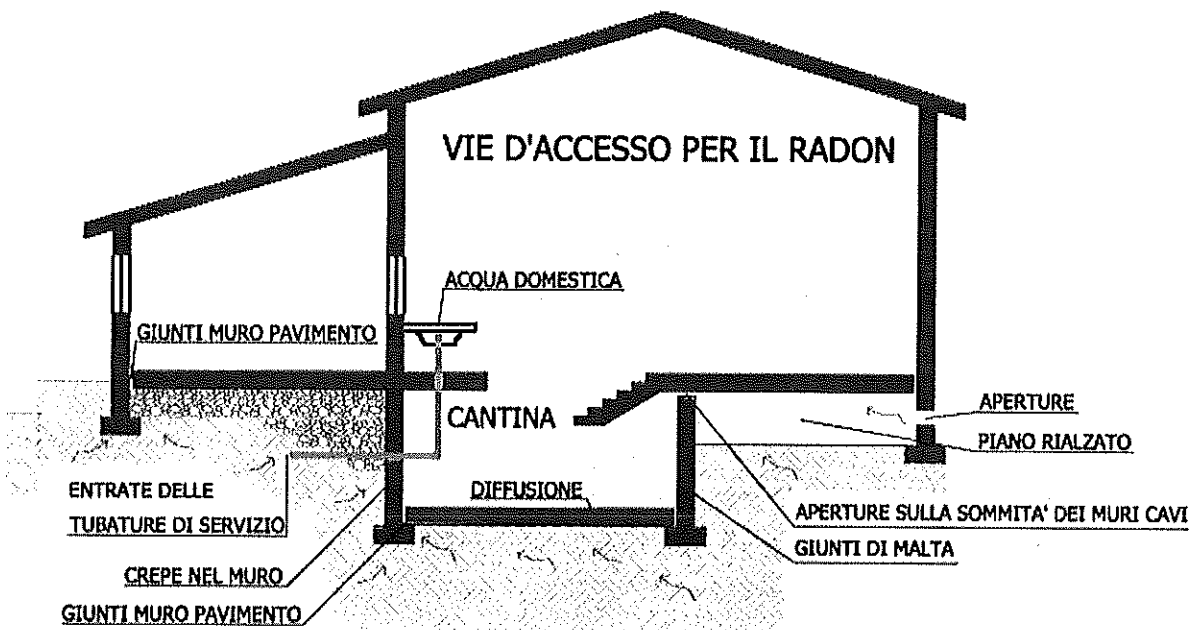 VIE D'ACCESSO PER IL RADON
ACQUA DOMESTICA
GIUNTI MURO PAVIMENTO
CANTINA
APERTURE
PIANO RIALZATO
ENTRATE DELLE
TUBATURE DI SERVIZIO
DIFFUSIONE
APERTURE SULLA SOMMITA' DEI MURI CAVI
GIUNTI DI MALTA
CREPE NEL MURO
GIUNTI MURO PAVIMENTO